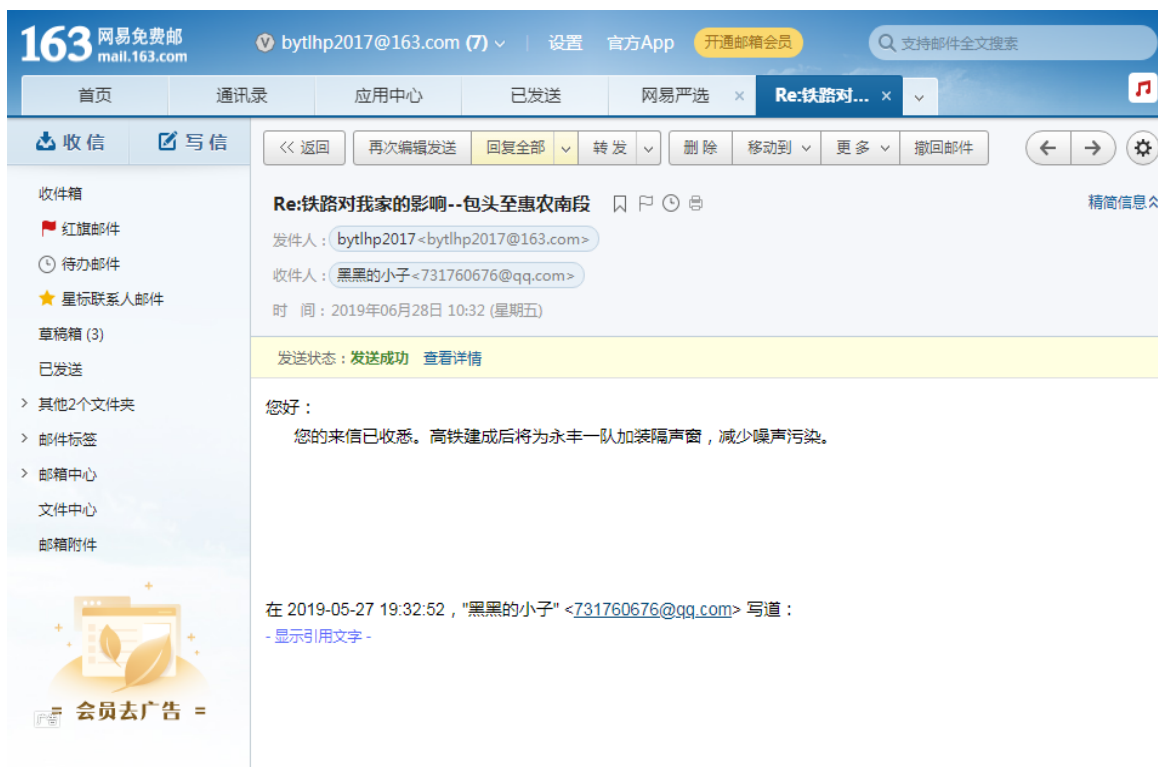 163 网易免费邮 mail.163.com bytlhp2017@163.com (7) 设置 官方App 开通邮箱会员 支持邮件全文搜索
首页 通讯录 应用中心 已发送 网易严选 × Re:铁路对... ×
收信 写信 << 返回 再次编辑发送 回复全部 转发 删除 移动到 更多 撤回邮件
收件箱
红旗邮件
待办邮件
星标联系人邮件
草稿箱 (3)
已发送
其他2个文件夹
邮件标签
邮箱中心
文件中心
邮箱附件
会员去广告
广告
Re:铁路对我家的影响--包头至惠农南段 精简信息
发件人：bytlhp2017<bytlhp2017@163.com>
收件人：黑黑的小子<731760676@qq.com>
时 间：2019年06月28日 10:32 (星期五)
发送状态：发送成功 查看详情
您好：
您的来信已收悉。高铁建成后将为永丰一队加装隔声窗，减少噪声污染。
在 2019-05-27 19:32:52，"黑黑的小子" <731760676@qq.com> 写道：
- 显示引用文字 -